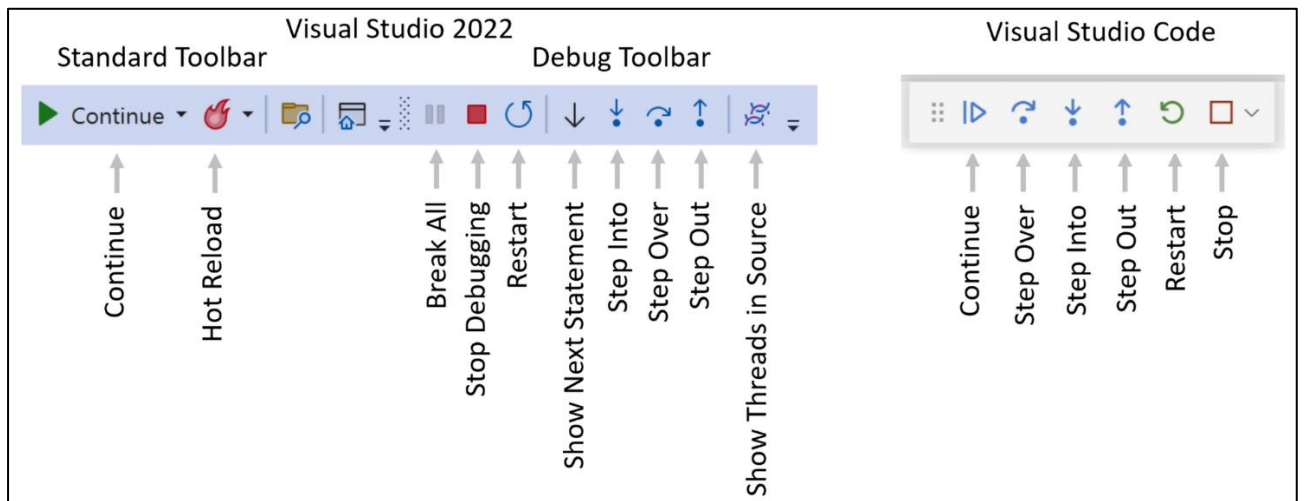 Visual Studio 2022
Standard Toolbar
Debug Toolbar
Continue
Continue
Hot Reload
Break All
Stop Debugging
Restart
Show Next Statement
Step Into
Step Over
Step Out
Show Threads in Source
Visual Studio Code
Continue
Step Over
Step Into
Step Out
Restart
Stop